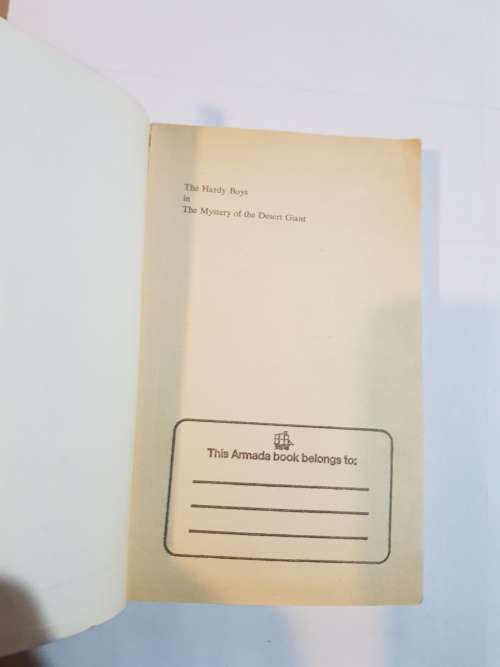 The Hardy Boys
in
The Mystery of the Desert Giant
This Armada book belongs to: